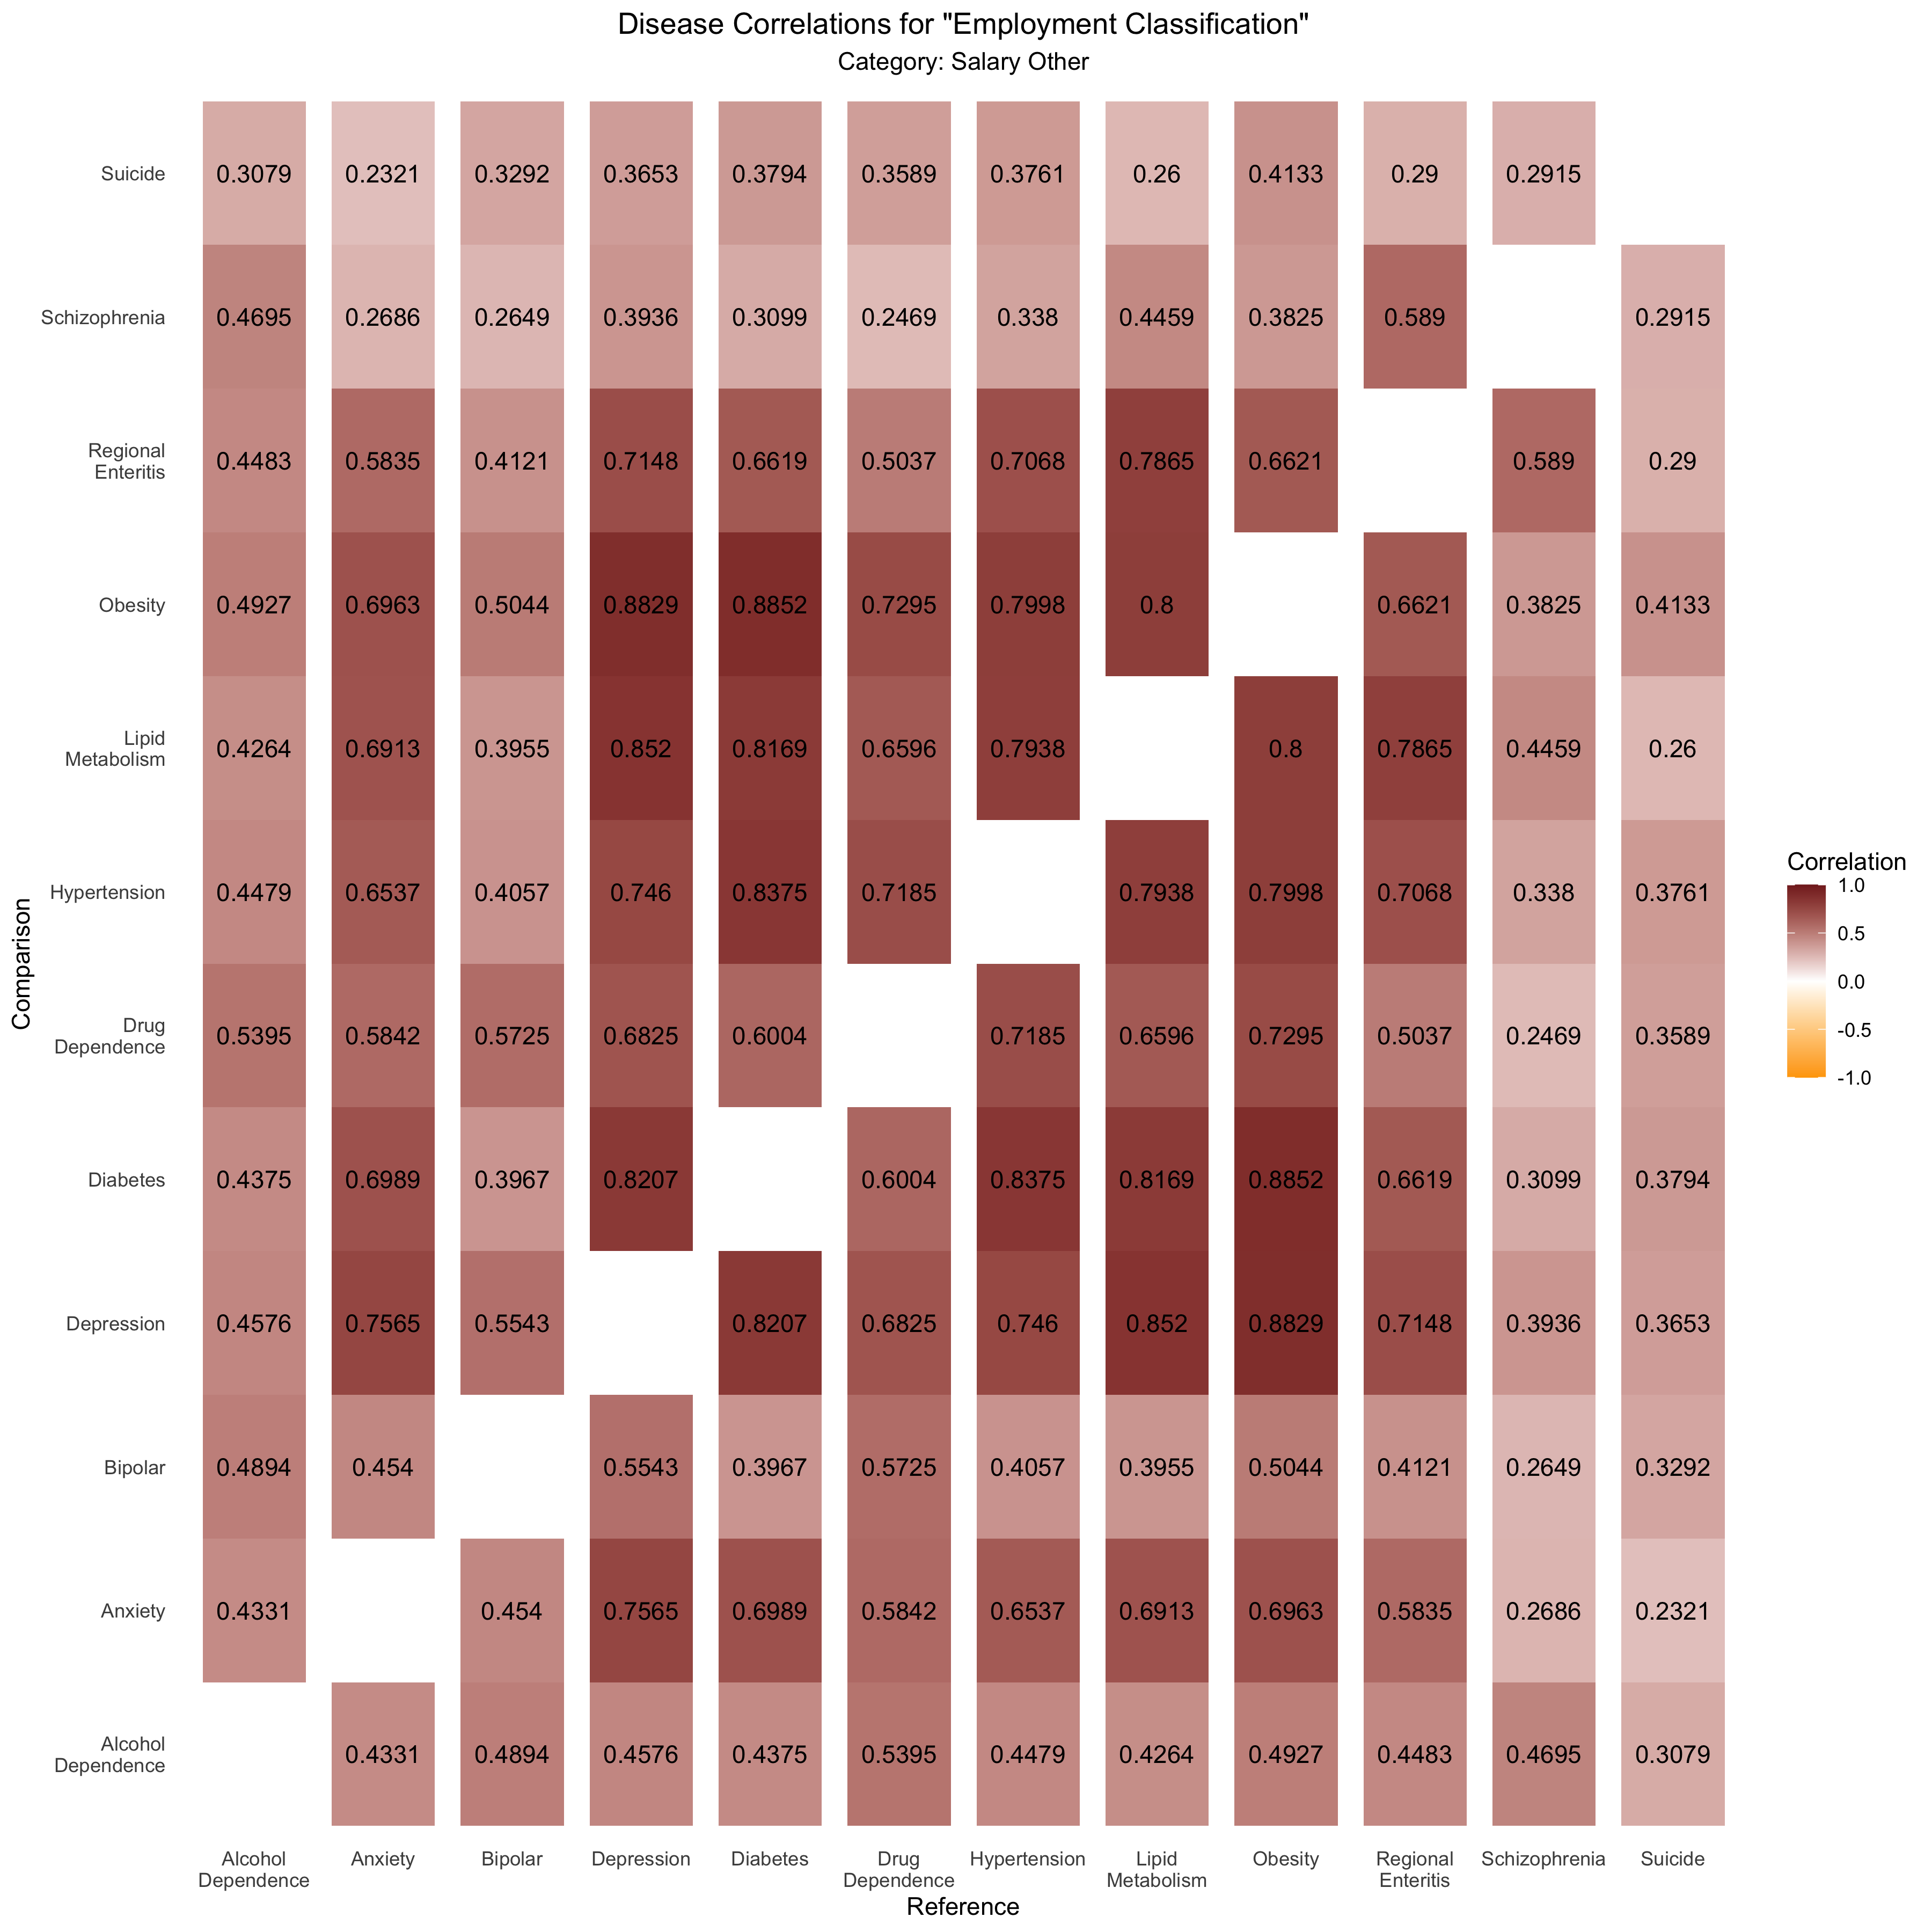 Disease Correlations for "Employment Classification"
Category: Salary Other
Comparison
Suicide
0.3079 0.2321 0.3292 0.3653 0.3794 0.3589 0.3761 0.26 0.4133 0.29 0.2915
Schizophrenia
0.4695 0.2686 0.2649 0.3936 0.3099 0.2469 0.338 0.4459 0.3825 0.589 0.2915
Regional
Enteritis
0.4483 0.5835 0.4121 0.7148 0.6619 0.5037 0.7068 0.7865 0.6621 0.589 0.29
Obesity
0.4927 0.6963 0.5044 0.8829 0.8852 0.7295 0.7998 0.8 0.6621 0.3825 0.4133
Lipid
Metabolism
0.4264 0.6913 0.3955 0.852 0.8169 0.6596 0.7938 0.8 0.7865 0.4459 0.26
Hypertension
0.4479 0.6537 0.4057 0.746 0.8375 0.7185 0.7938 0.7998 0.7068 0.338 0.3761
Drug
Dependence
0.5395 0.5842 0.5725 0.6825 0.6004 0.7185 0.6596 0.7295 0.5037 0.2469 0.3589
Diabetes
0.4375 0.6989 0.3967 0.8207 0.6004 0.8375 0.8169 0.8852 0.6619 0.3099 0.3794
Depression
0.4576 0.7565 0.5543 0.8207 0.6825 0.746 0.852 0.8829 0.7148 0.3936 0.3653
Bipolar
0.4894 0.454 0.5543 0.3967 0.5725 0.4057 0.3955 0.5044 0.4121 0.2649 0.3292
Anxiety
0.4331 0.454 0.7565 0.6989 0.5842 0.6537 0.6913 0.6963 0.5835 0.2686 0.2321
Alcohol
Dependence
0.4331 0.4894 0.4576 0.4375 0.5395 0.4479 0.4264 0.4927 0.4483 0.4695 0.3079
Alcohol
Dependence
Anxiety
Bipolar
Depression
Diabetes
Drug
Dependence
Hypertension
Lipid
Metabolism
Obesity
Regional
Enteritis
Schizophrenia
Suicide
Reference
Correlation
1.0
0.5
0.0
-0.5
-1.0